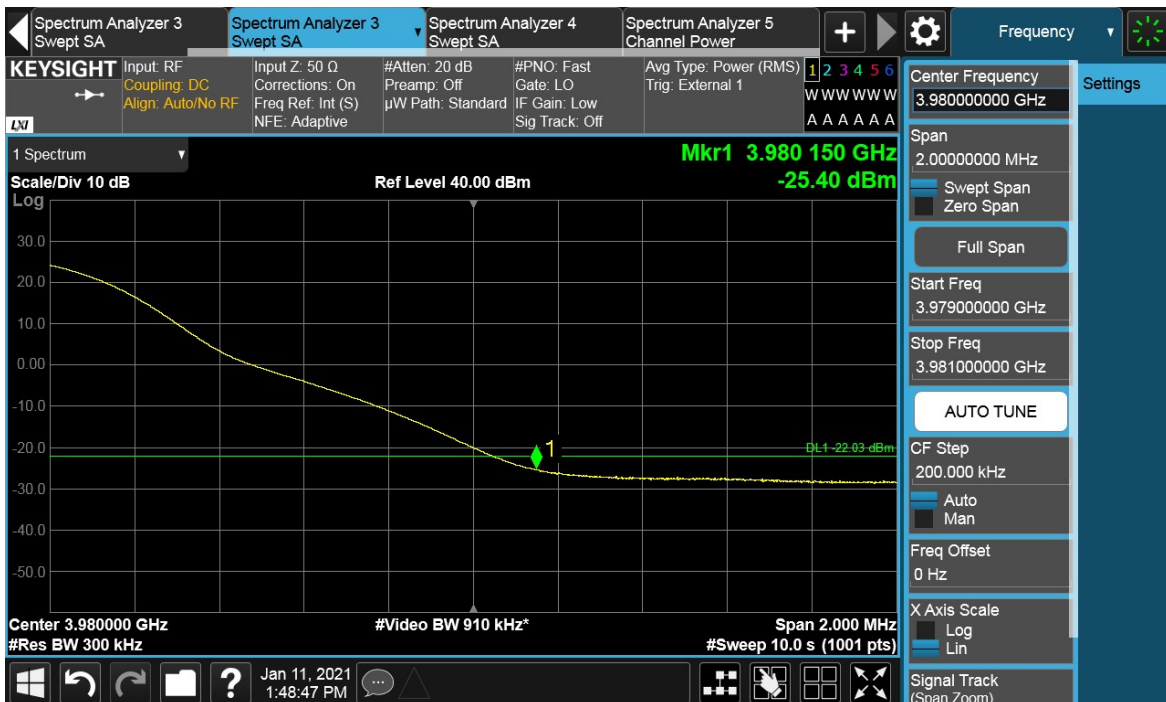 Spectrum Analyzer 3
Swept SA
Spectrum Analyzer 3
Swept SA
Spectrum Analyzer 4
Swept SA
Spectrum Analyzer 5
Channel Power
+
Frequency
KEYSIGHT
LXI
Input: RF
Coupling: DC
Align: Auto/No RF
Input Z: 50 Ω
Corrections: On
Freq Ref: Int (S)
NFE: Adaptive
#Atten: 20 dB
Preamp: Off
µW Path: Standard
#PNO: Fast
Gate: LO
IF Gain: Low
Sig Track: Off
Avg Type: Power (RMS)
Trig: External 1
1 2 3 4 5 6
W W W W W W
A A A A A A
1 Spectrum
Mkr1 3.980 150 GHz
-25.40 dBm
Scale/Div 10 dB
Ref Level 40.00 dBm
Log
30.0
20.0
10.0
0.00
-10.0
-20.0
-30.0
-40.0
-50.0
1
DL1 -22.03 dBm
Center 3.980000 GHz
#Video BW 910 kHz*
Span 2.000 MHz
#Res BW 300 kHz
#Sweep 10.0 s (1001 pts)
?
Jan 11, 2021
1:48:47 PM
Center Frequency
3.980000000 GHz
Span
2.00000000 MHz
Swept Span
Zero Span
Full Span
Start Freq
3.979000000 GHz
Stop Freq
3.981000000 GHz
AUTO TUNE
CF Step
200.000 kHz
Auto
Man
Freq Offset
0 Hz
X Axis Scale
Log
Lin
Signal Track
(Span Zoom)
Settings